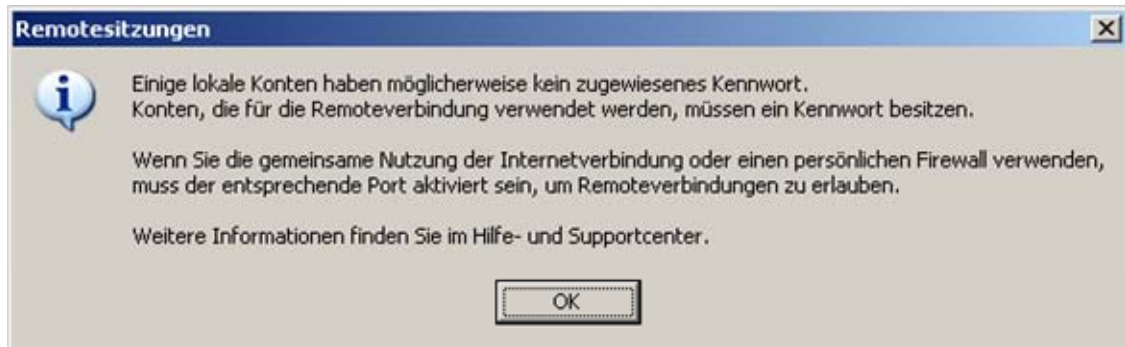 Remotesitzungen
Einige lokale Konten haben möglicherweise kein zugewiesenes Kennwort.
Konten, die für die Remoteverbindung verwendet werden, müssen ein Kennwort besitzen.
Wenn Sie die gemeinsame Nutzung der Internetverbindung oder einen persönlichen Firewall verwenden,
muss der entsprechende Port aktiviert sein, um Remoteverbindungen zu erlauben.
Weitere Informationen finden Sie im Hilfe- und Supportcenter.
OK